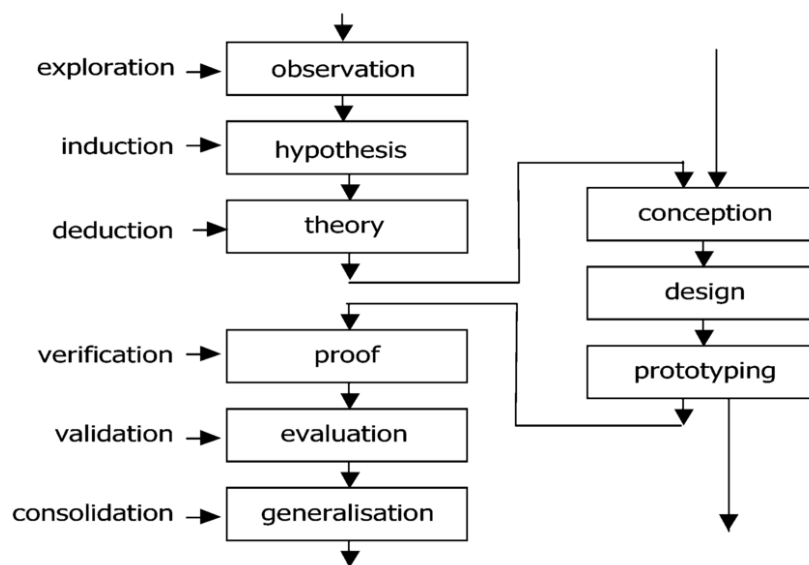 exploration
observation
induction
hypothesis
deduction
theory
conception
design
prototyping
verification
proof
validation
evaluation
consolidation
generalisation